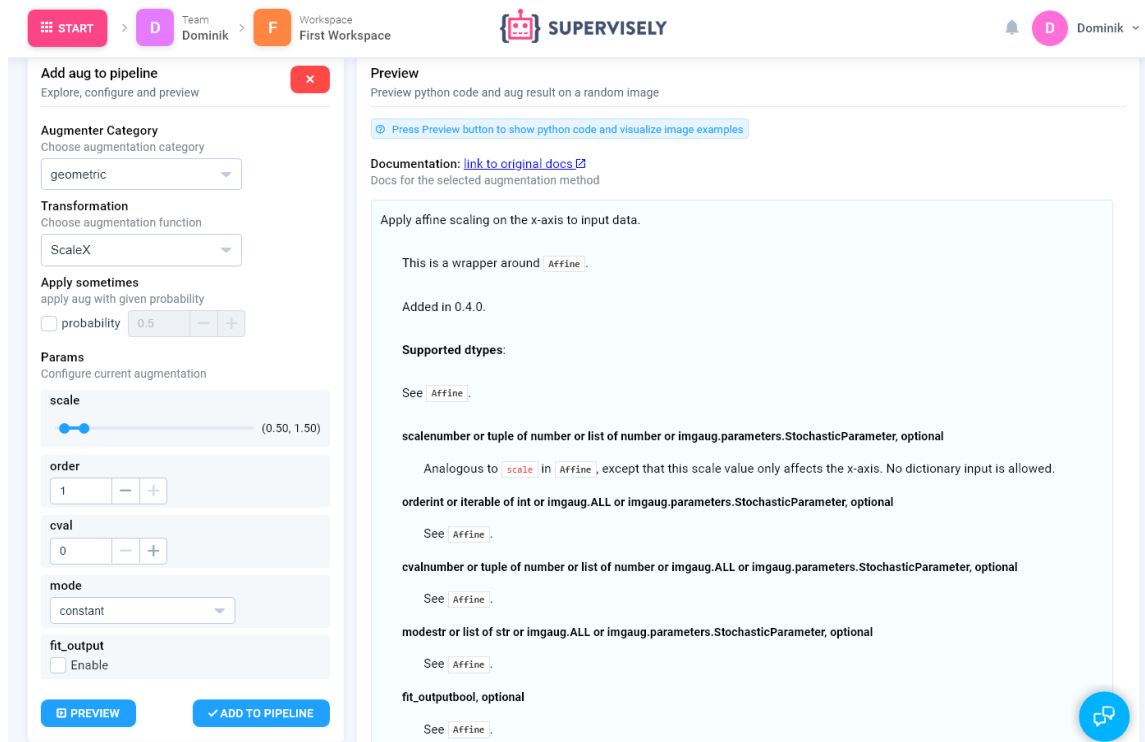 START
D
Team
Dominik
F
Workspace
First Workspace
SUPERVISELY
D
Dominik
Add aug to pipeline
Explore, configure and preview
Augmenter Category
Choose augmentation category
geometric
Transformation
Choose augmentation function
ScaleX
Apply sometimes
apply aug with given probability
probability
0.5
Params
Configure current augmentation
scale
(0.50, 1.50)
order
1
cval
0
mode
constant
fit_output
Enable
PREVIEW
ADD TO PIPELINE
Preview
Preview python code and aug result on a random image
Press Preview button to show python code and visualize image examples
Documentation: link to original docs
Docs for the selected augmentation method
Apply affine scaling on the x-axis to input data.
This is a wrapper around Affine.
Added in 0.4.0.
Supported dtypes:
See Affine.
scalenumber or tuple of number or list of number or imgaug.parameters.StochasticParameter, optional
Analogous to scale in Affine, except that this scale value only affects the x-axis. No dictionary input is allowed.
orderint or iterable of int or imgaug.ALL or imgaug.parameters.StochasticParameter, optional
See Affine.
cvalnumber or tuple of number or list of number or imgaug.ALL or imgaug.parameters.StochasticParameter, optional
See Affine.
modestr or list of str or imgaug.ALL or imgaug.parameters.StochasticParameter, optional
See Affine.
fit_outputbool, optional
See Affine.